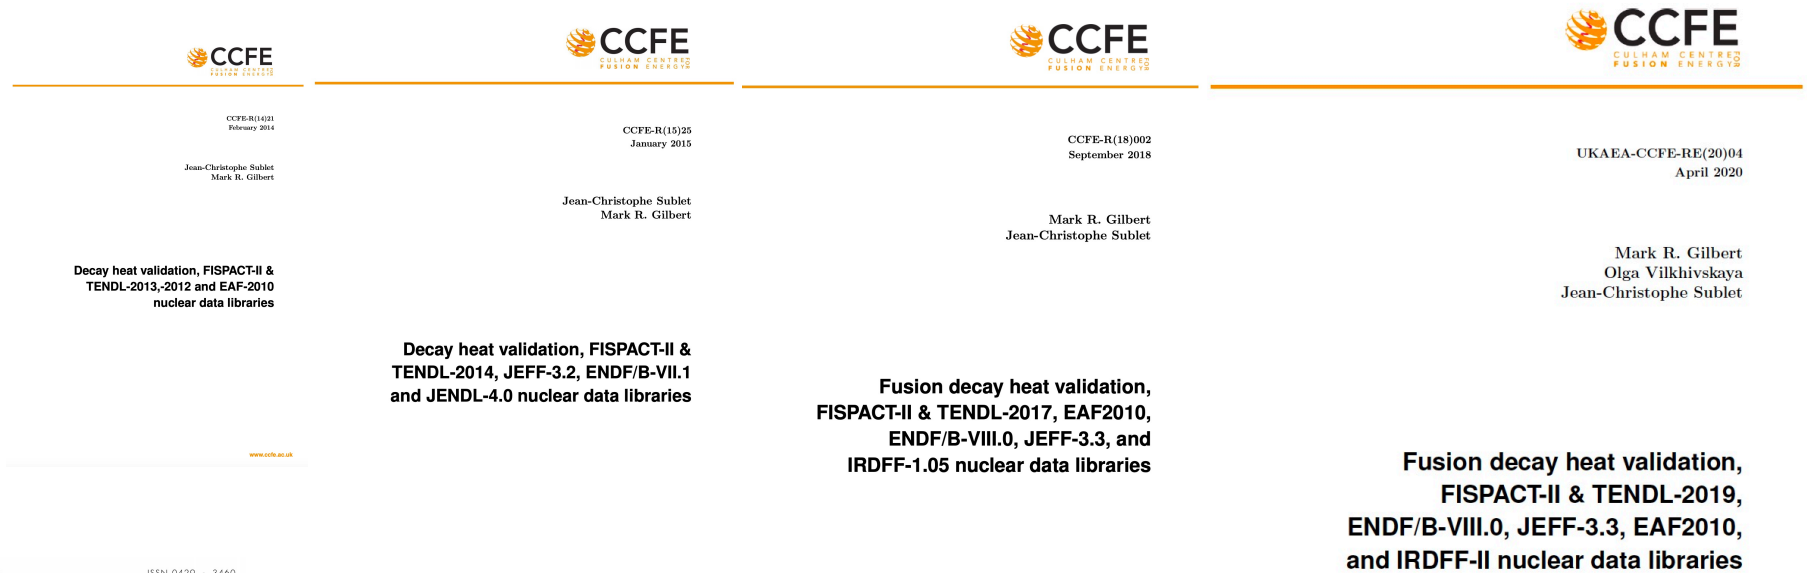 CCFE
CULHAM CENTRE FOR
FUSION ENERGY
CCFE-R(14)21
February 2014
Jean-Christophe Sublet
Mark R. Gilbert
Decay heat validation, FISPACT-II &
TENDL-2013,-2012 and EAF-2010
nuclear data libraries
www.ccfe.ac.uk
CCFE
CULHAM CENTRE FOR
FUSION ENERGY
CCFE-R(15)25
January 2015
Jean-Christophe Sublet
Mark R. Gilbert
Decay heat validation, FISPACT-II &
TENDL-2014, JEFF-3.2, ENDF/B-VII.1
and JENDL-4.0 nuclear data libraries
CCFE
CULHAM CENTRE FOR
FUSION ENERGY
CCFE-R(18)002
September 2018
Mark R. Gilbert
Jean-Christophe Sublet
Fusion decay heat validation,
FISPACT-II & TENDL-2017, EAF2010,
ENDF/B-VIII.0, JEFF-3.3, and
IRDFF-1.05 nuclear data libraries
CCFE
CULHAM CENTRE FOR
FUSION ENERGY
UKAEA-CCFE-RE(20)04
April 2020
Mark R. Gilbert
Olga Vilkhivskaya
Jean-Christophe Sublet
Fusion decay heat validation,
FISPACT-II & TENDL-2019,
ENDF/B-VIII.0, JEFF-3.3, EAF2010,
and IRDFF-II nuclear data libraries